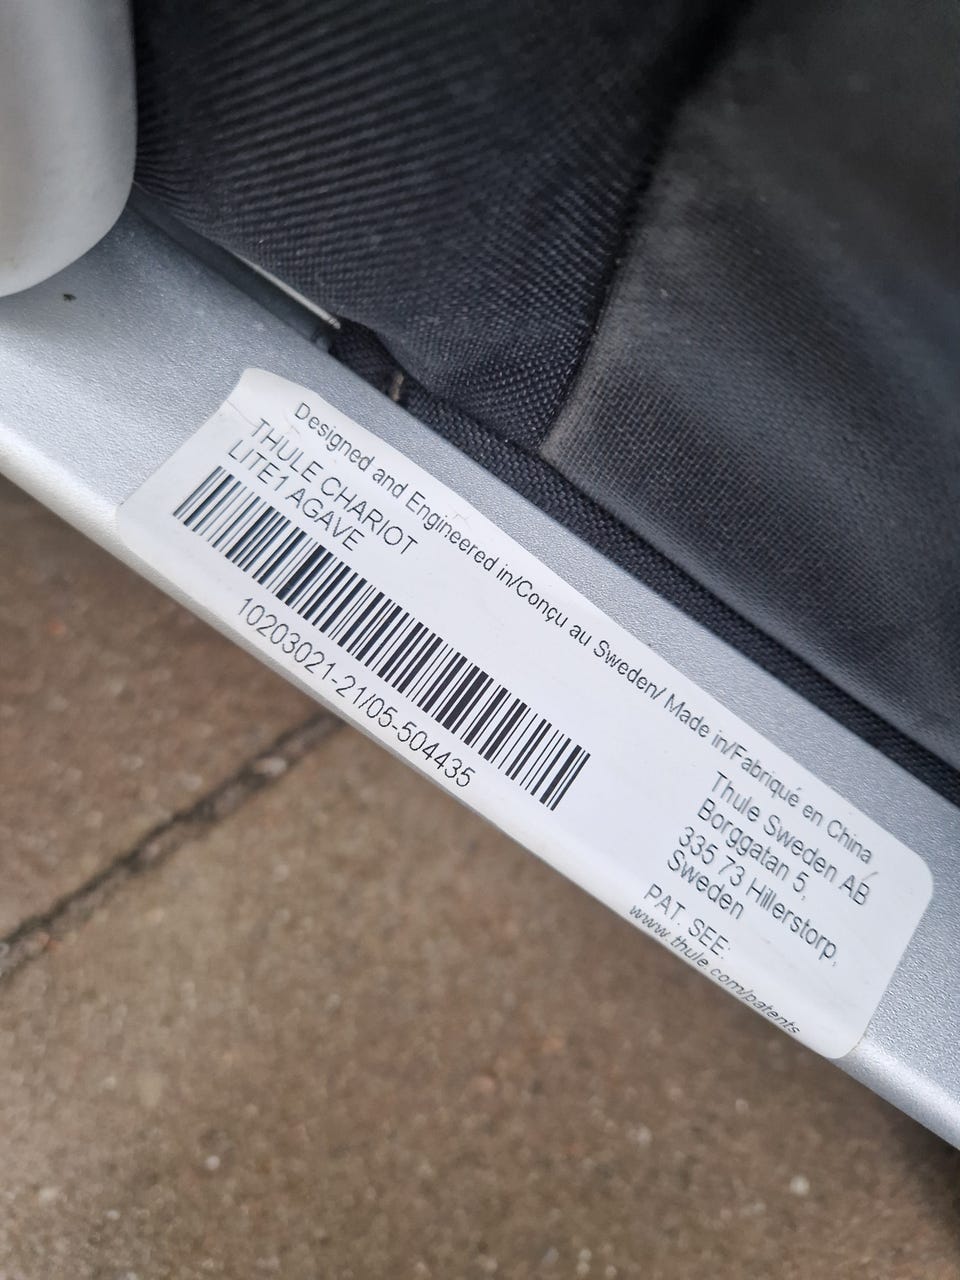 Designed and Engineered in/Conçu au Sweden/ Made in/Fabriqué en China
THULE CHARIOT
LITE1 AGAVE
10203021-21/05-504435
Thule Sweden AB
Borggatan 5,
335 73 Hillerstorp,
Sweden
PAT. SEE:
www.thule.com/patents